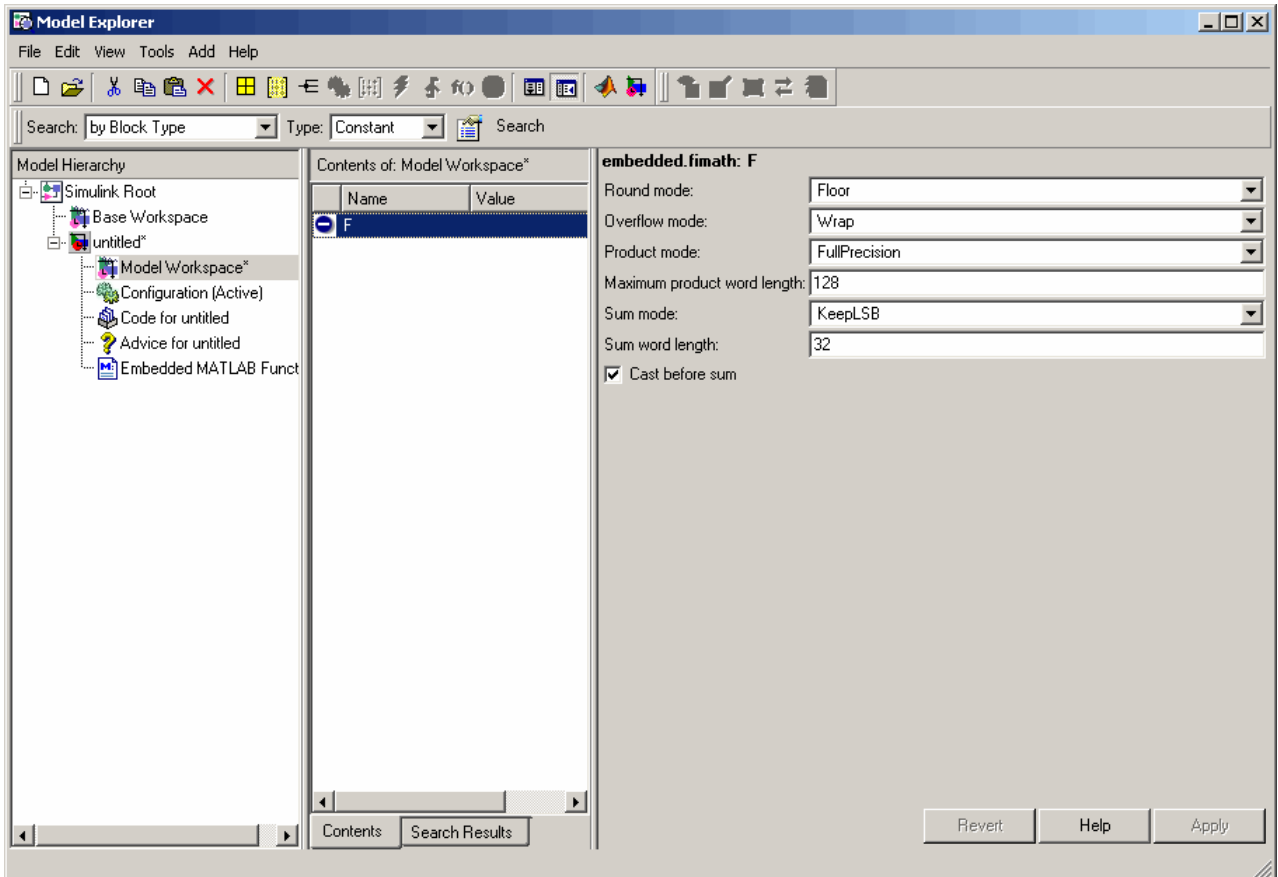 Model Explorer
File Edit View Tools Add Help
Search: by Block Type Type: Constant Search
Model Hierarchy
Simulink Root
Base Workspace
untitled*
Model Workspace*
Configuration (Active)
Code for untitled
Advice for untitled
Embedded MATLAB Funct
Contents of: Model Workspace*
Name Value
F
Contents Search Results
embedded.fimath: F
Round mode: Floor
Overflow mode: Wrap
Product mode: FullPrecision
Maximum product word length: 128
Sum mode: KeepLSB
Sum word length: 32
Cast before sum
Revert Help Apply